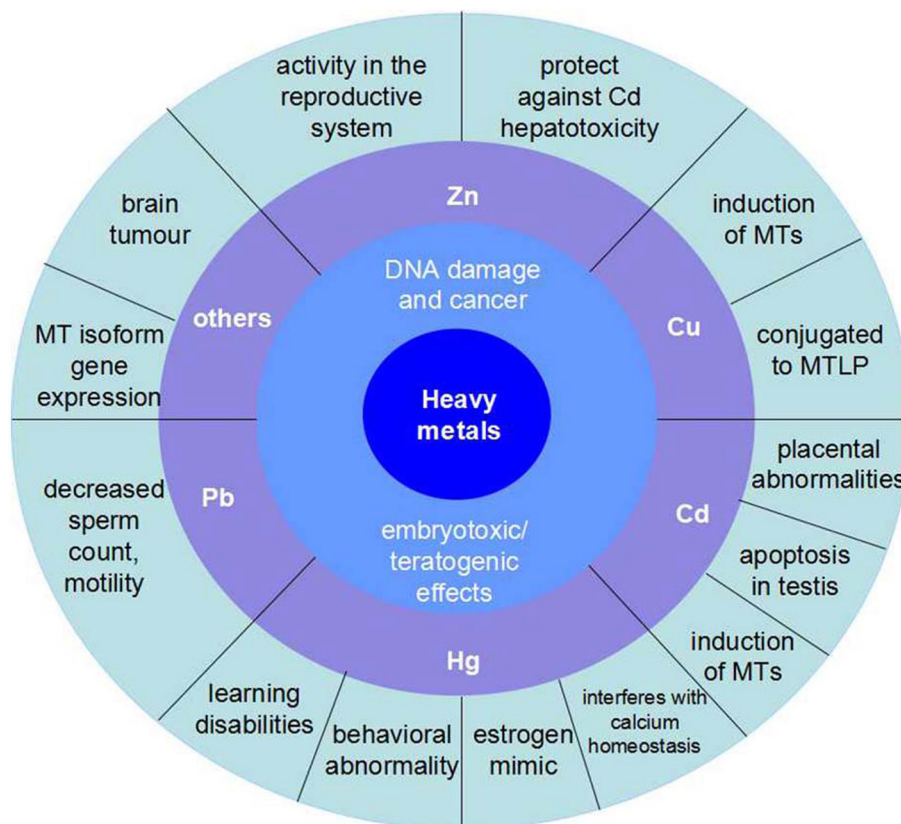 activity in the
reproductive
system
protect
against Cd
hepatotoxicity
brain
tumour
Zn
induction
of MTs
DNA damage
and cancer
others
MT isoform
gene
expression
Cu
conjugated
to MTLP
Heavy
metals
decreased
sperm
count,
motility
Pb
embryotoxic/
teratogenic
effects
Cd
placental
abnormalities
apoptosis
in testis
induction
of MTs
Hg
learning
disabilities
behavioral
abnormality
estrogen
mimic
interferes with
calcium
homeostasis